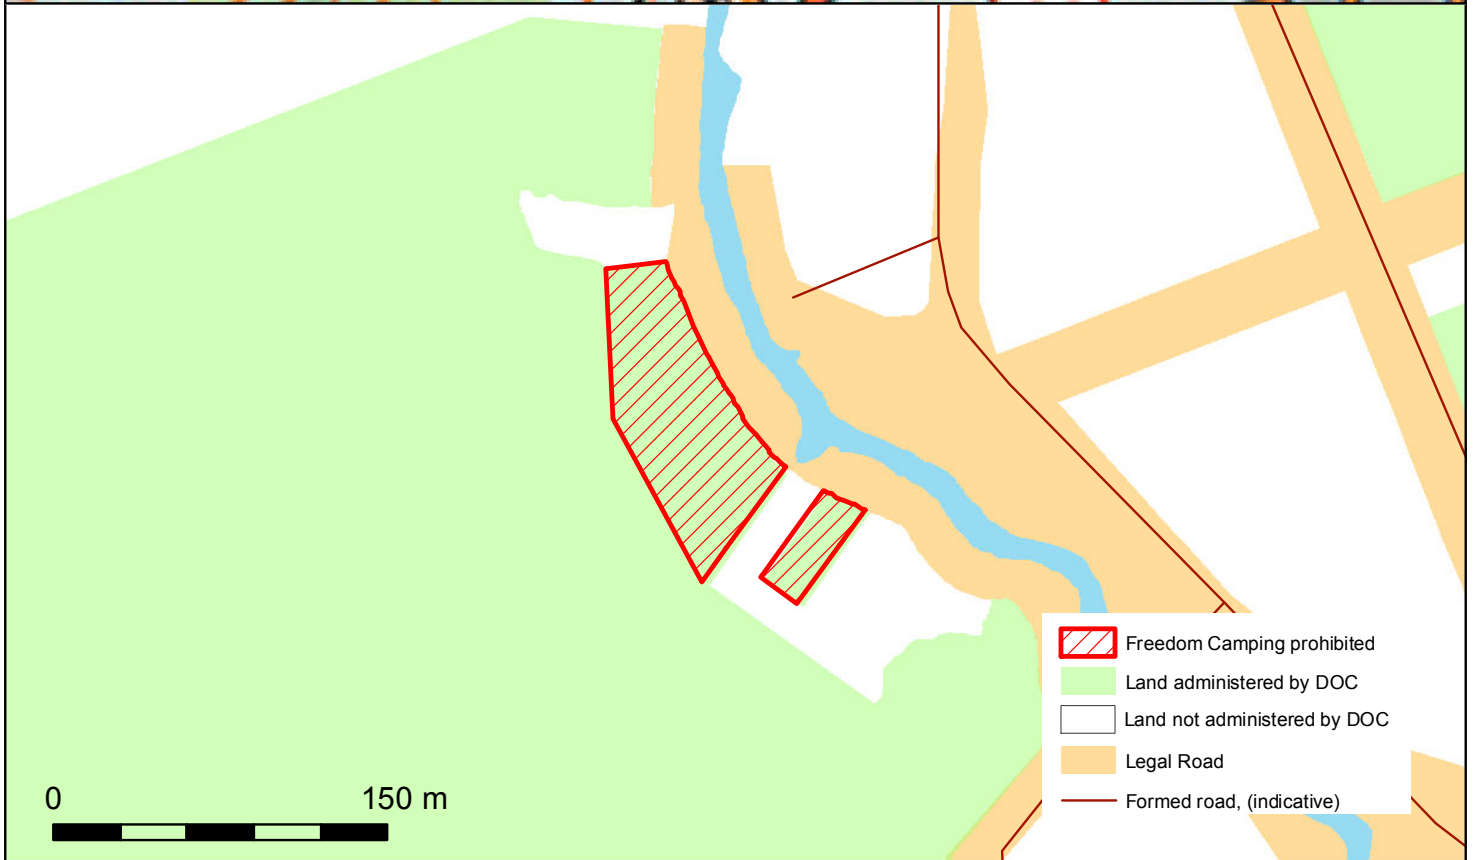 Freedom Camping prohibited
Land administered by DOC
Land not administered by DOC
Legal Road
Formed road, (indicative)
0 150 m